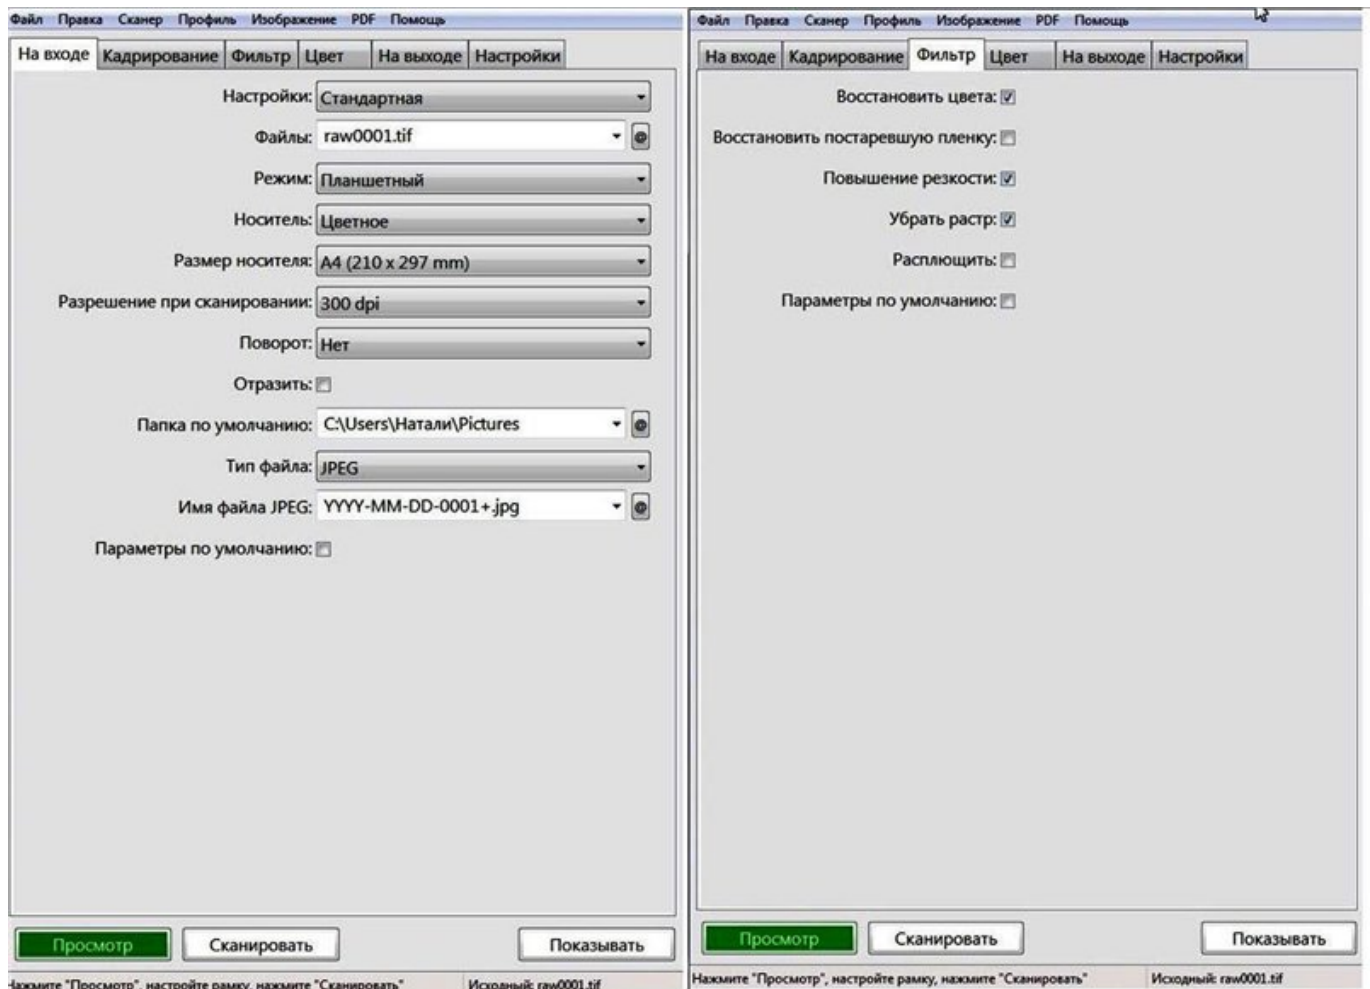 Файл Правка Сканер Профиль Изображение PDF Помощь
На входе Кадрирование Фильтр Цвет На выходе Настройки
Настройки: Стандартная
Файлы: raw0001.tif @
Режим: Планшетный
Носитель: Цветное
Размер носителя: A4 (210 x 297 mm)
Разрешение при сканировании: 300 dpi
Поворот: Нет
Отразить:
Папка по умолчанию: C:\Users\Натали\Pictures @
Тип файла: JPEG
Имя файла JPEG: YYYY-MM-DD-0001+.jpg @
Параметры по умолчанию:
Просмотр Сканировать Показывать
Нажмите "Просмотр", настройте рамку, нажмите "Сканировать" Исходный: raw0001.tif
Файл Правка Сканер Профиль Изображение PDF Помощь
На входе Кадрирование Фильтр Цвет На выходе Настройки
Восстановить цвета:
Восстановить постаревшую пленку:
Повышение резкости:
Убрать растр:
Расплющить:
Параметры по умолчанию:
Просмотр Сканировать Показывать
Нажмите "Просмотр", настройте рамку, нажмите "Сканировать" Исходный: raw0001.tif